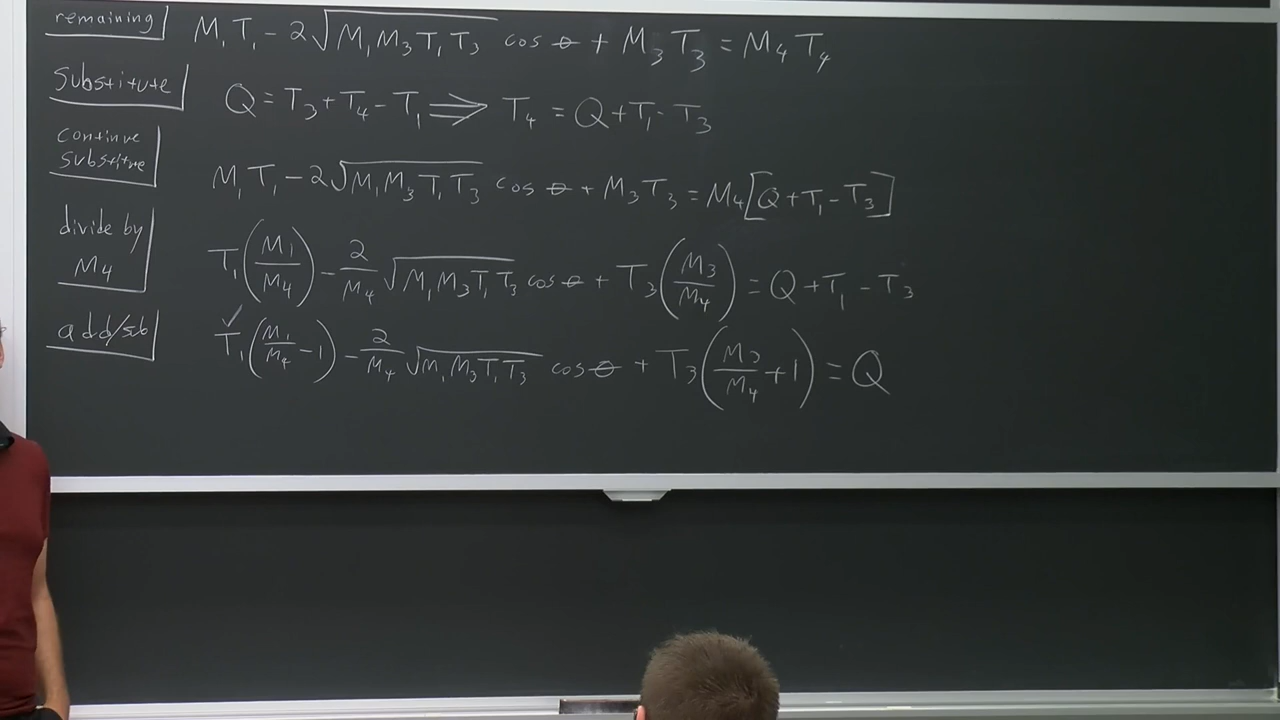 remaining M₁T₁ - 2√(M₁M₃T₁T₃) cos θ + M₃T₃ = M₄T₄
Substitute Q = T₃ + T₄ - T₁ ⟹ T₄ = Q + T₁ - T₃
continue substitute M₁T₁ - 2√(M₁M₃T₁T₃) cos θ + M₃T₃ = M₄[Q + T₁ - T₃]
divide by M₄ T₁(M₁/M₄) - 2/M₄ √(M₁M₃T₁T₃) cos θ + T₃(M₃/M₄) = Q + T₁ - T₃
add/sub T₁(M₁/M₄ - 1) - 2/M₄ √(M₁M₃T₁T₃) cos θ + T₃(M₃/M₄ + 1) = Q